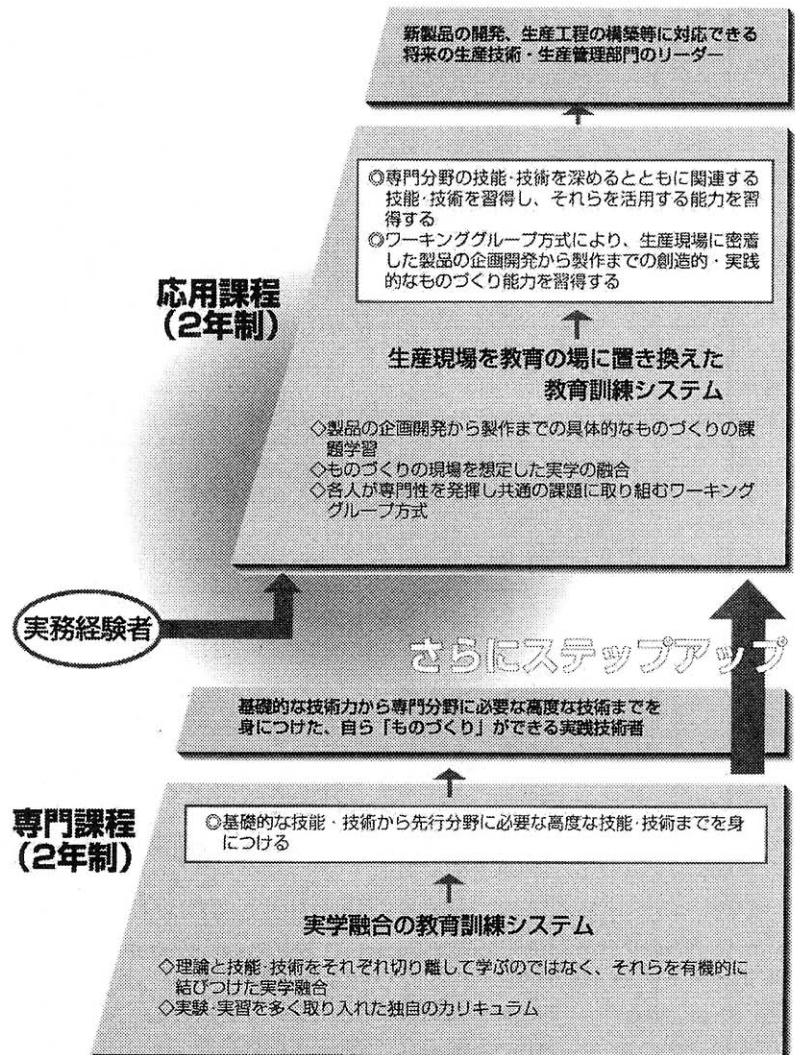 新製品の開発、生産工程の構築等に対応できる
将来の生産技術・生産管理部門のリーダー
◎専門分野の技能・技術を深めるとともに関連する
技能・技術を習得し、それらを活用する能力を習
得する
◎ワーキンググループ方式により、生産現場に密着
した製品の企画開発から製作までの創造的・実践
的なものづくり能力を習得する
応用課程
(2年制)
生産現場を教育の場に置き換えた
教育訓練システム
◇製品の企画開発から製作までの具体的なものづくりの課
題学習
◇ものづくりの現場を想定した実学の融合
◇各人が専門性を発揮し共通の課題に取り組むワーキング
グループ方式
実務経験者
さらにステップアップ
基礎的な技術力から専門分野に必要な高度な技術までを
身につけた、自ら「ものづくり」ができる実践技術者
専門課程
(2年制)
◎基礎的な技能・技術から先行分野に必要な高度な技能・技術までを身
につける
実学融合の教育訓練システム
◇理論と技能・技術をそれぞれ切り離して学ぶのではなく、それらを有機的に
結びつけた実学融合
◇実験・実習を多く取り入れた独自のカリキュラム